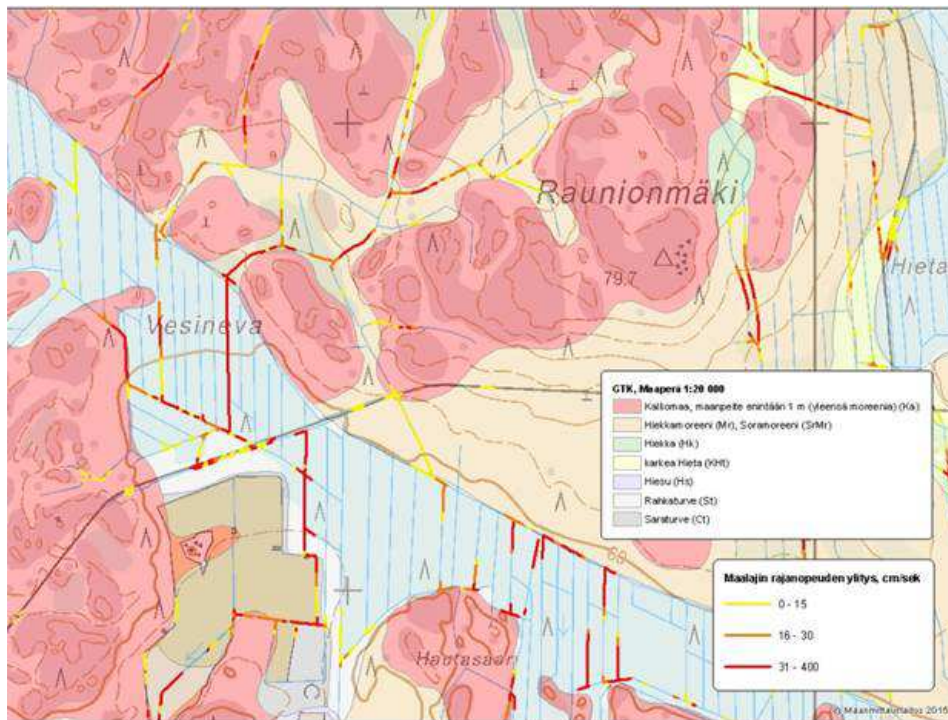 Raunionmäki
79.7
Hieta
Vesineva
GTK, Maaperä 1:20 000
Kalliomaa, maanpeite enintään 1 m (yleensä moreenia) (Ka)
Hiekkamoreeni (Mr), Soramoreeni (SrMr)
Hiekka (Hk)
karkea Hieta (KHt)
Hiesu (Hs)
Rahkaturve (St)
Saraturve (Ct)
60
Maalajin rajanopeuden ylitys, cm/sek
0 - 15
16 - 30
31 - 400
Hautasaari
© Maanmittauslaitos 2015